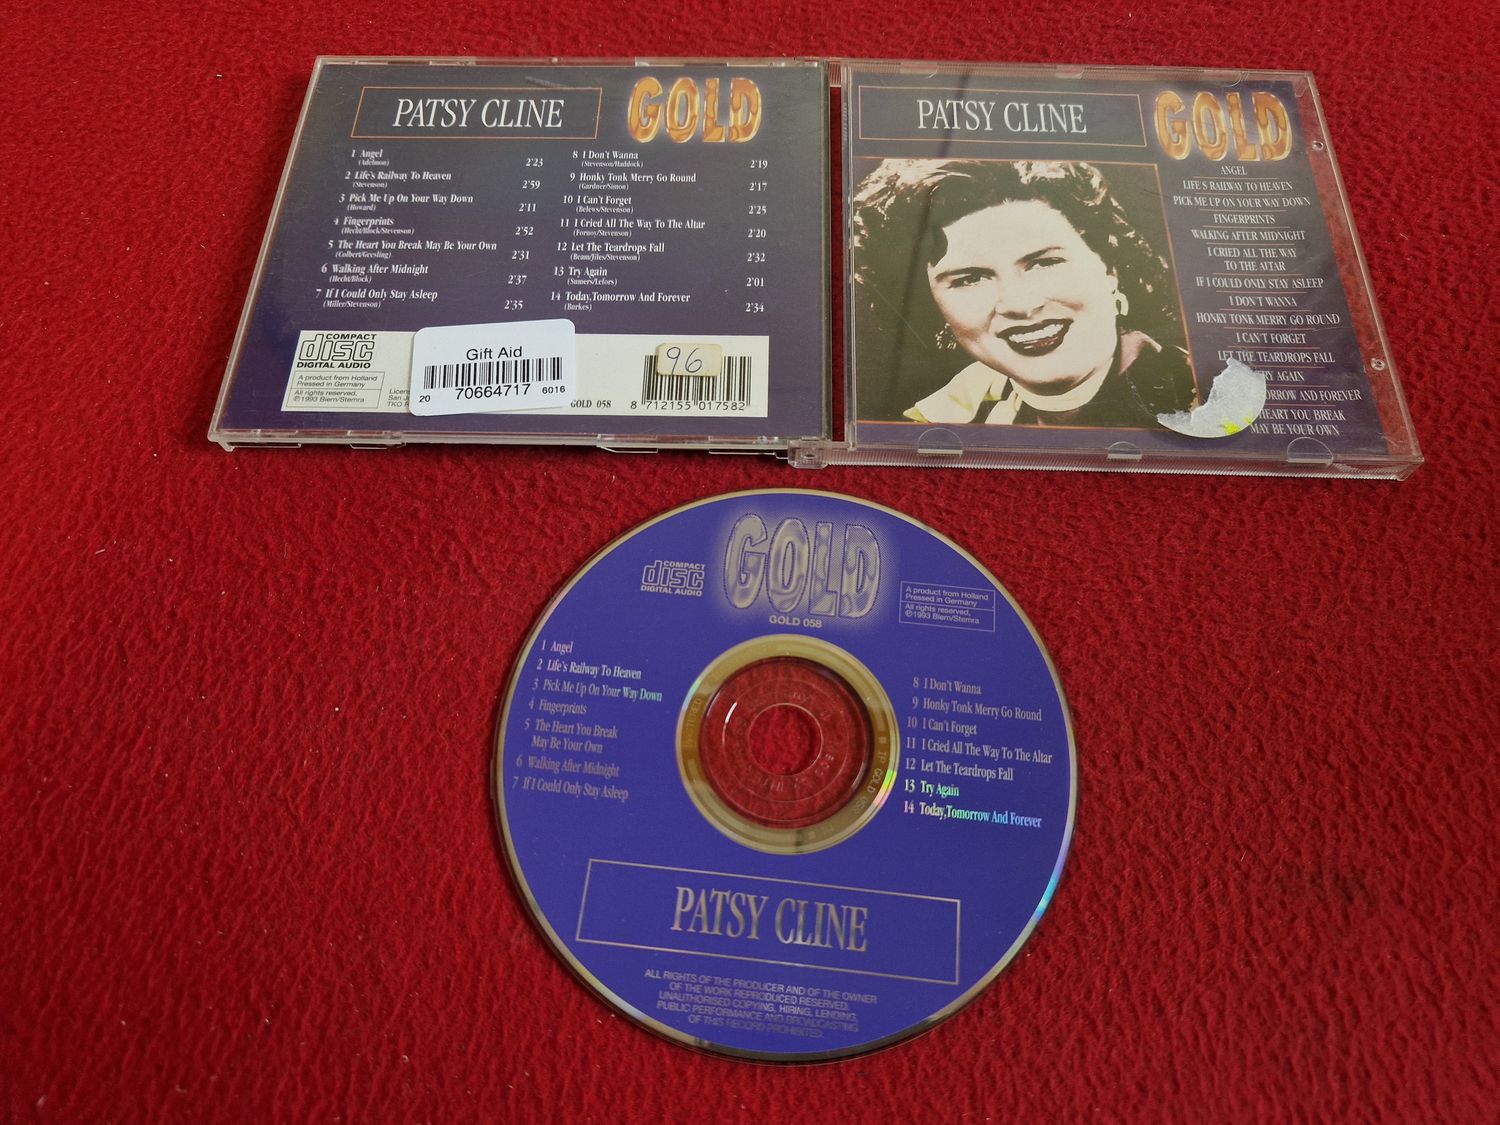 PATSY CLINE
GOLD
1 Angel
(Adelmon)
2'23
2 Life's Railway To Heaven
(Stevenson)
2'59
3 Pick Me Up On Your Way Down
(Howard)
2'11
4 Fingerprints
(Hecht/Block/Stevenson)
2'52
5 The Heart You Break May Be Your Own
(Colbert/Geesling)
2'31
6 Walking After Midnight
(Hecht/Block)
2'37
7 If I Could Only Stay Asleep
(Miller/Stevenson)
2'35
8 I Don't Wanna
(Stevenson/Haddock)
2'19
9 Honky Tonk Merry Go Round
(Gardner/Simon)
2'17
10 I Can't Forget
(Belews/Stevenson)
2'25
11 I Cried All The Way To The Altar
(Fornoy/Stevenson)
2'20
12 Let The Teardrops Fall
(Beam/Jiles/Stevenson)
2'32
13 Try Again
(Sumers/Lefors)
2'01
14 Today,Tomorrow And Forever
(Burkes)
2'34
COMPACT
disc
DIGITAL AUDIO
A product from Holland
Pressed in Germany
All rights reserved,
℗1993 Biem/Stemra
Gift Aid
20 70664717 6016
96
GOLD 058
8 712155 017582
PATSY CLINE
GOLD
ANGEL
LIFE'S RAILWAY TO HEAVEN
PICK ME UP ON YOUR WAY DOWN
FINGERPRINTS
WALKING AFTER MIDNIGHT
I CRIED ALL THE WAY
TO THE ALTAR
IF I COULD ONLY STAY ASLEEP
I DON'T WANNA
HONKY TONK MERRY GO ROUND
I CAN'T FORGET
LET THE TEARDROPS FALL
AGAIN
AND FOREVER
HEART YOU BREAK
MAY BE YOUR OWN
GOLD
COMPACT
disc
DIGITAL AUDIO
GOLD 058
A product from Holland
Pressed in Germany
All rights reserved,
℗1993 Biem/Stemra
1 Angel
2 Life's Railway To Heaven
3 Pick Me Up On Your Way Down
4 Fingerprints
5 The Heart You Break
May Be Your Own
6 Walking After Midnight
7 If I Could Only Stay Asleep
8 I Don't Wanna
9 Honky Tonk Merry Go Round
10 I Can't Forget
11 I Cried All The Way To The Altar
12 Let The Teardrops Fall
13 Try Again
14 Today,Tomorrow And Forever
PATSY CLINE
ALL RIGHTS OF THE PRODUCER AND OF THE OWNER
OF THE WORK REPRODUCED RESERVED.
UNAUTHORISED COPYING, HIRING, LENDING,
PUBLIC PERFORMANCE AND BROADCASTING
OF THIS RECORD PROHIBITED.